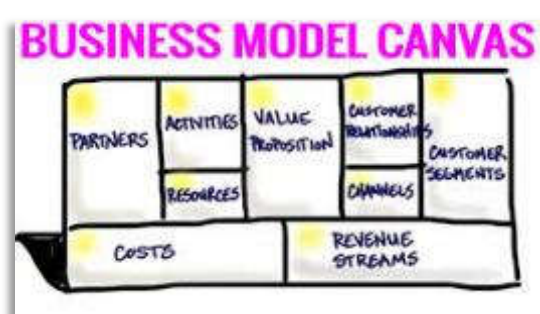 BUSINESS MODEL CANVAS
PARTNERS
ACTIVITIES
RESOURCES
VALUE
PROPOSITION
CUSTOMER
RELATIONSHIPS
CHANNELS
CUSTOMER
SEGMENTS
COSTS
REVENUE
STREAMS